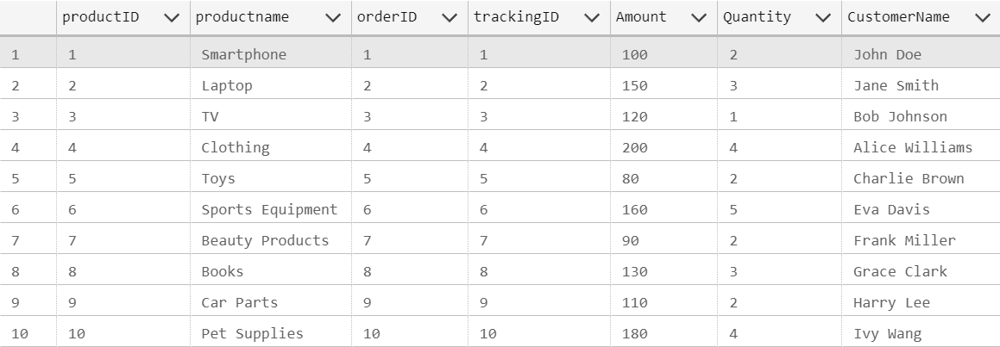 productID productname orderID trackingID Amount Quantity CustomerName
1 1 Smartphone 1 1 100 2 John Doe
2 2 Laptop 2 2 150 3 Jane Smith
3 3 TV 3 3 120 1 Bob Johnson
4 4 Clothing 4 4 200 4 Alice Williams
5 5 Toys 5 5 80 2 Charlie Brown
6 6 Sports Equipment 6 6 160 5 Eva Davis
7 7 Beauty Products 7 7 90 2 Frank Miller
8 8 Books 8 8 130 3 Grace Clark
9 9 Car Parts 9 9 110 2 Harry Lee
10 10 Pet Supplies 10 10 180 4 Ivy Wang